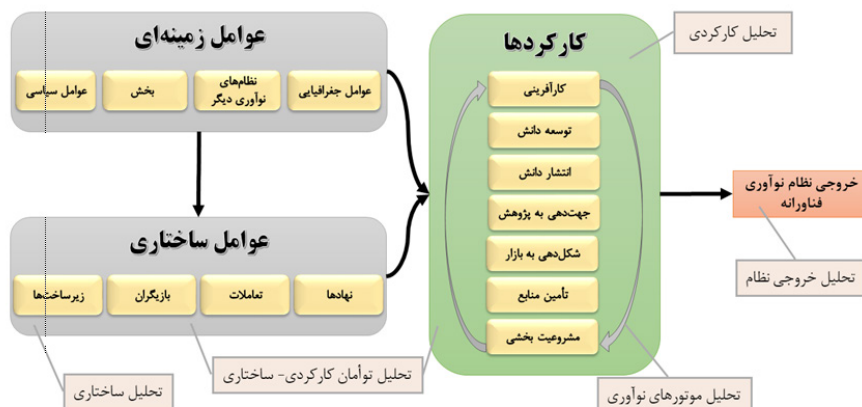 عوامل زمینه‌ای
عوامل جغرافیایی
نظام‌های
نوآوری دیگر
بخش
عوامل سیاسی
عوامل ساختاری
نهادها
تعاملات
بازیگران
زیرساخت‌ها
کارکردها
کارآفرینی
توسعه دانش
انتشار دانش
جهت‌دهی به پژوهش
شکل‌دهی به بازار
تأمین منابع
مشروعیت بخشی
تحلیل کارکردی
خروجی نظام نوآوری
فناورانه
تحلیل خروجی نظام
تحلیل موتورهای نوآوری
تحلیل توأمان کارکردی- ساختاری
تحلیل ساختاری